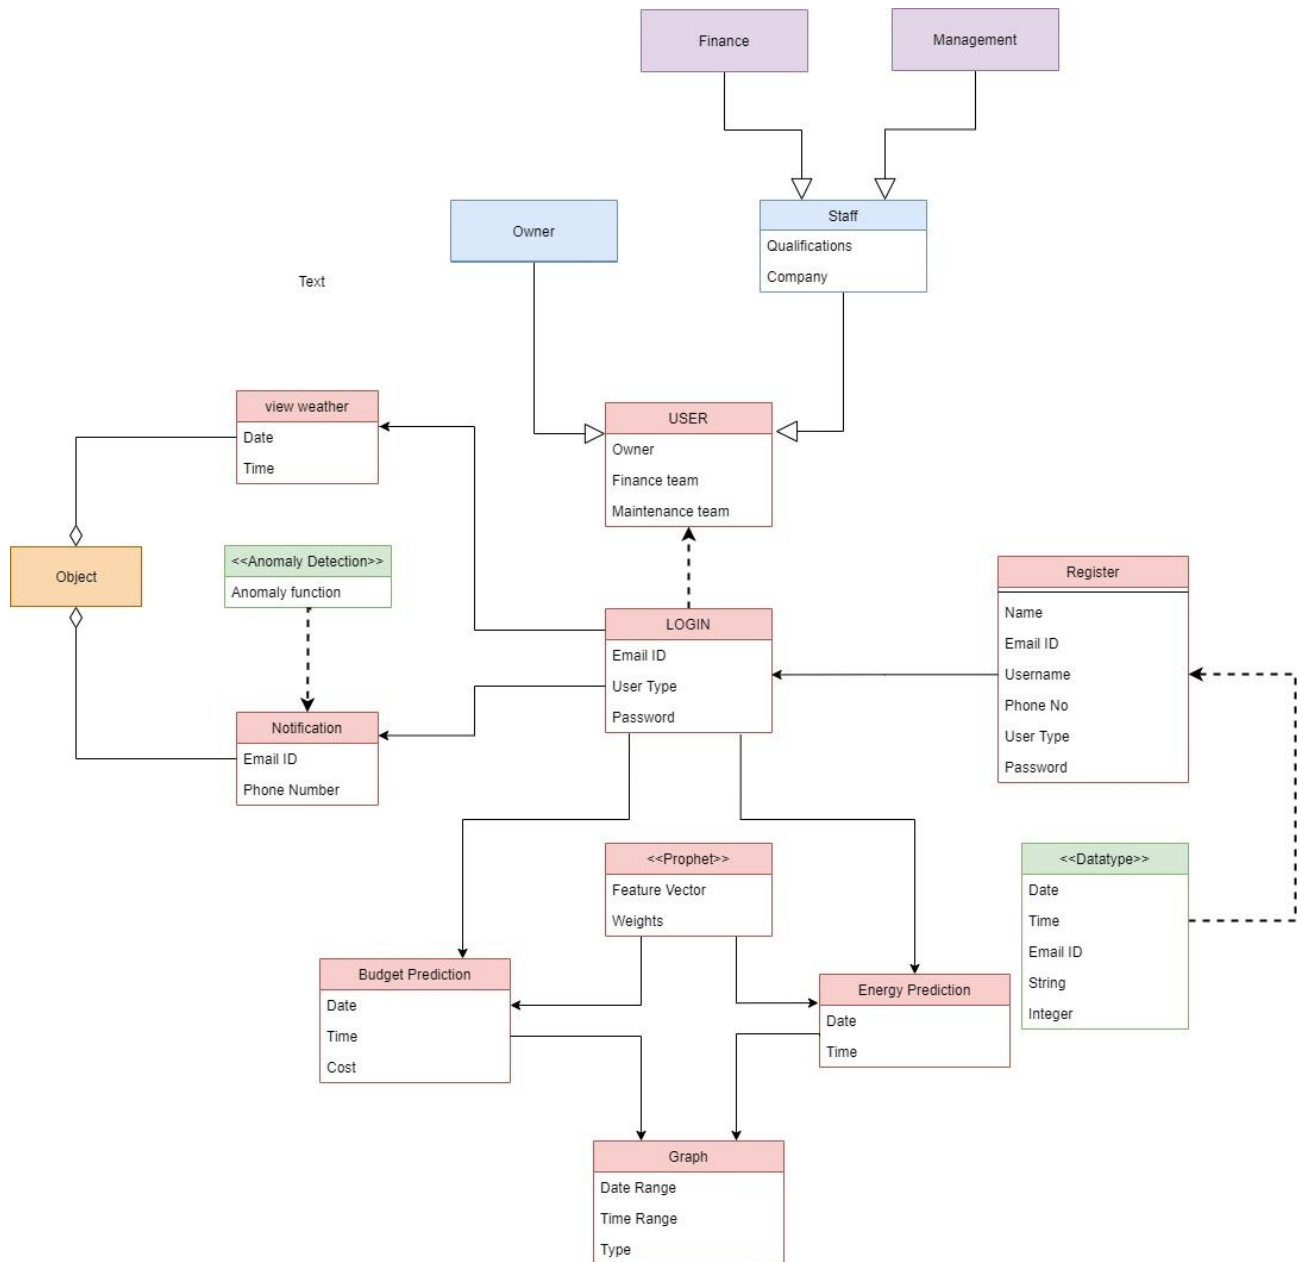 Finance
Management
Owner
Staff
Qualifications
Company
Text
view weather
Date
Time
USER
Owner
Finance team
Maintenance team
Object
<<Anomaly Detection>>
Anomaly function
LOGIN
Email ID
User Type
Password
Register
Name
Email ID
Username
Phone No
User Type
Password
Notification
Email ID
Phone Number
<<Prophet>>
Feature Vector
Weights
<<Datatype>>
Date
Time
Email ID
String
Integer
Budget Prediction
Date
Time
Cost
Energy Prediction
Date
Time
Graph
Date Range
Time Range
Type